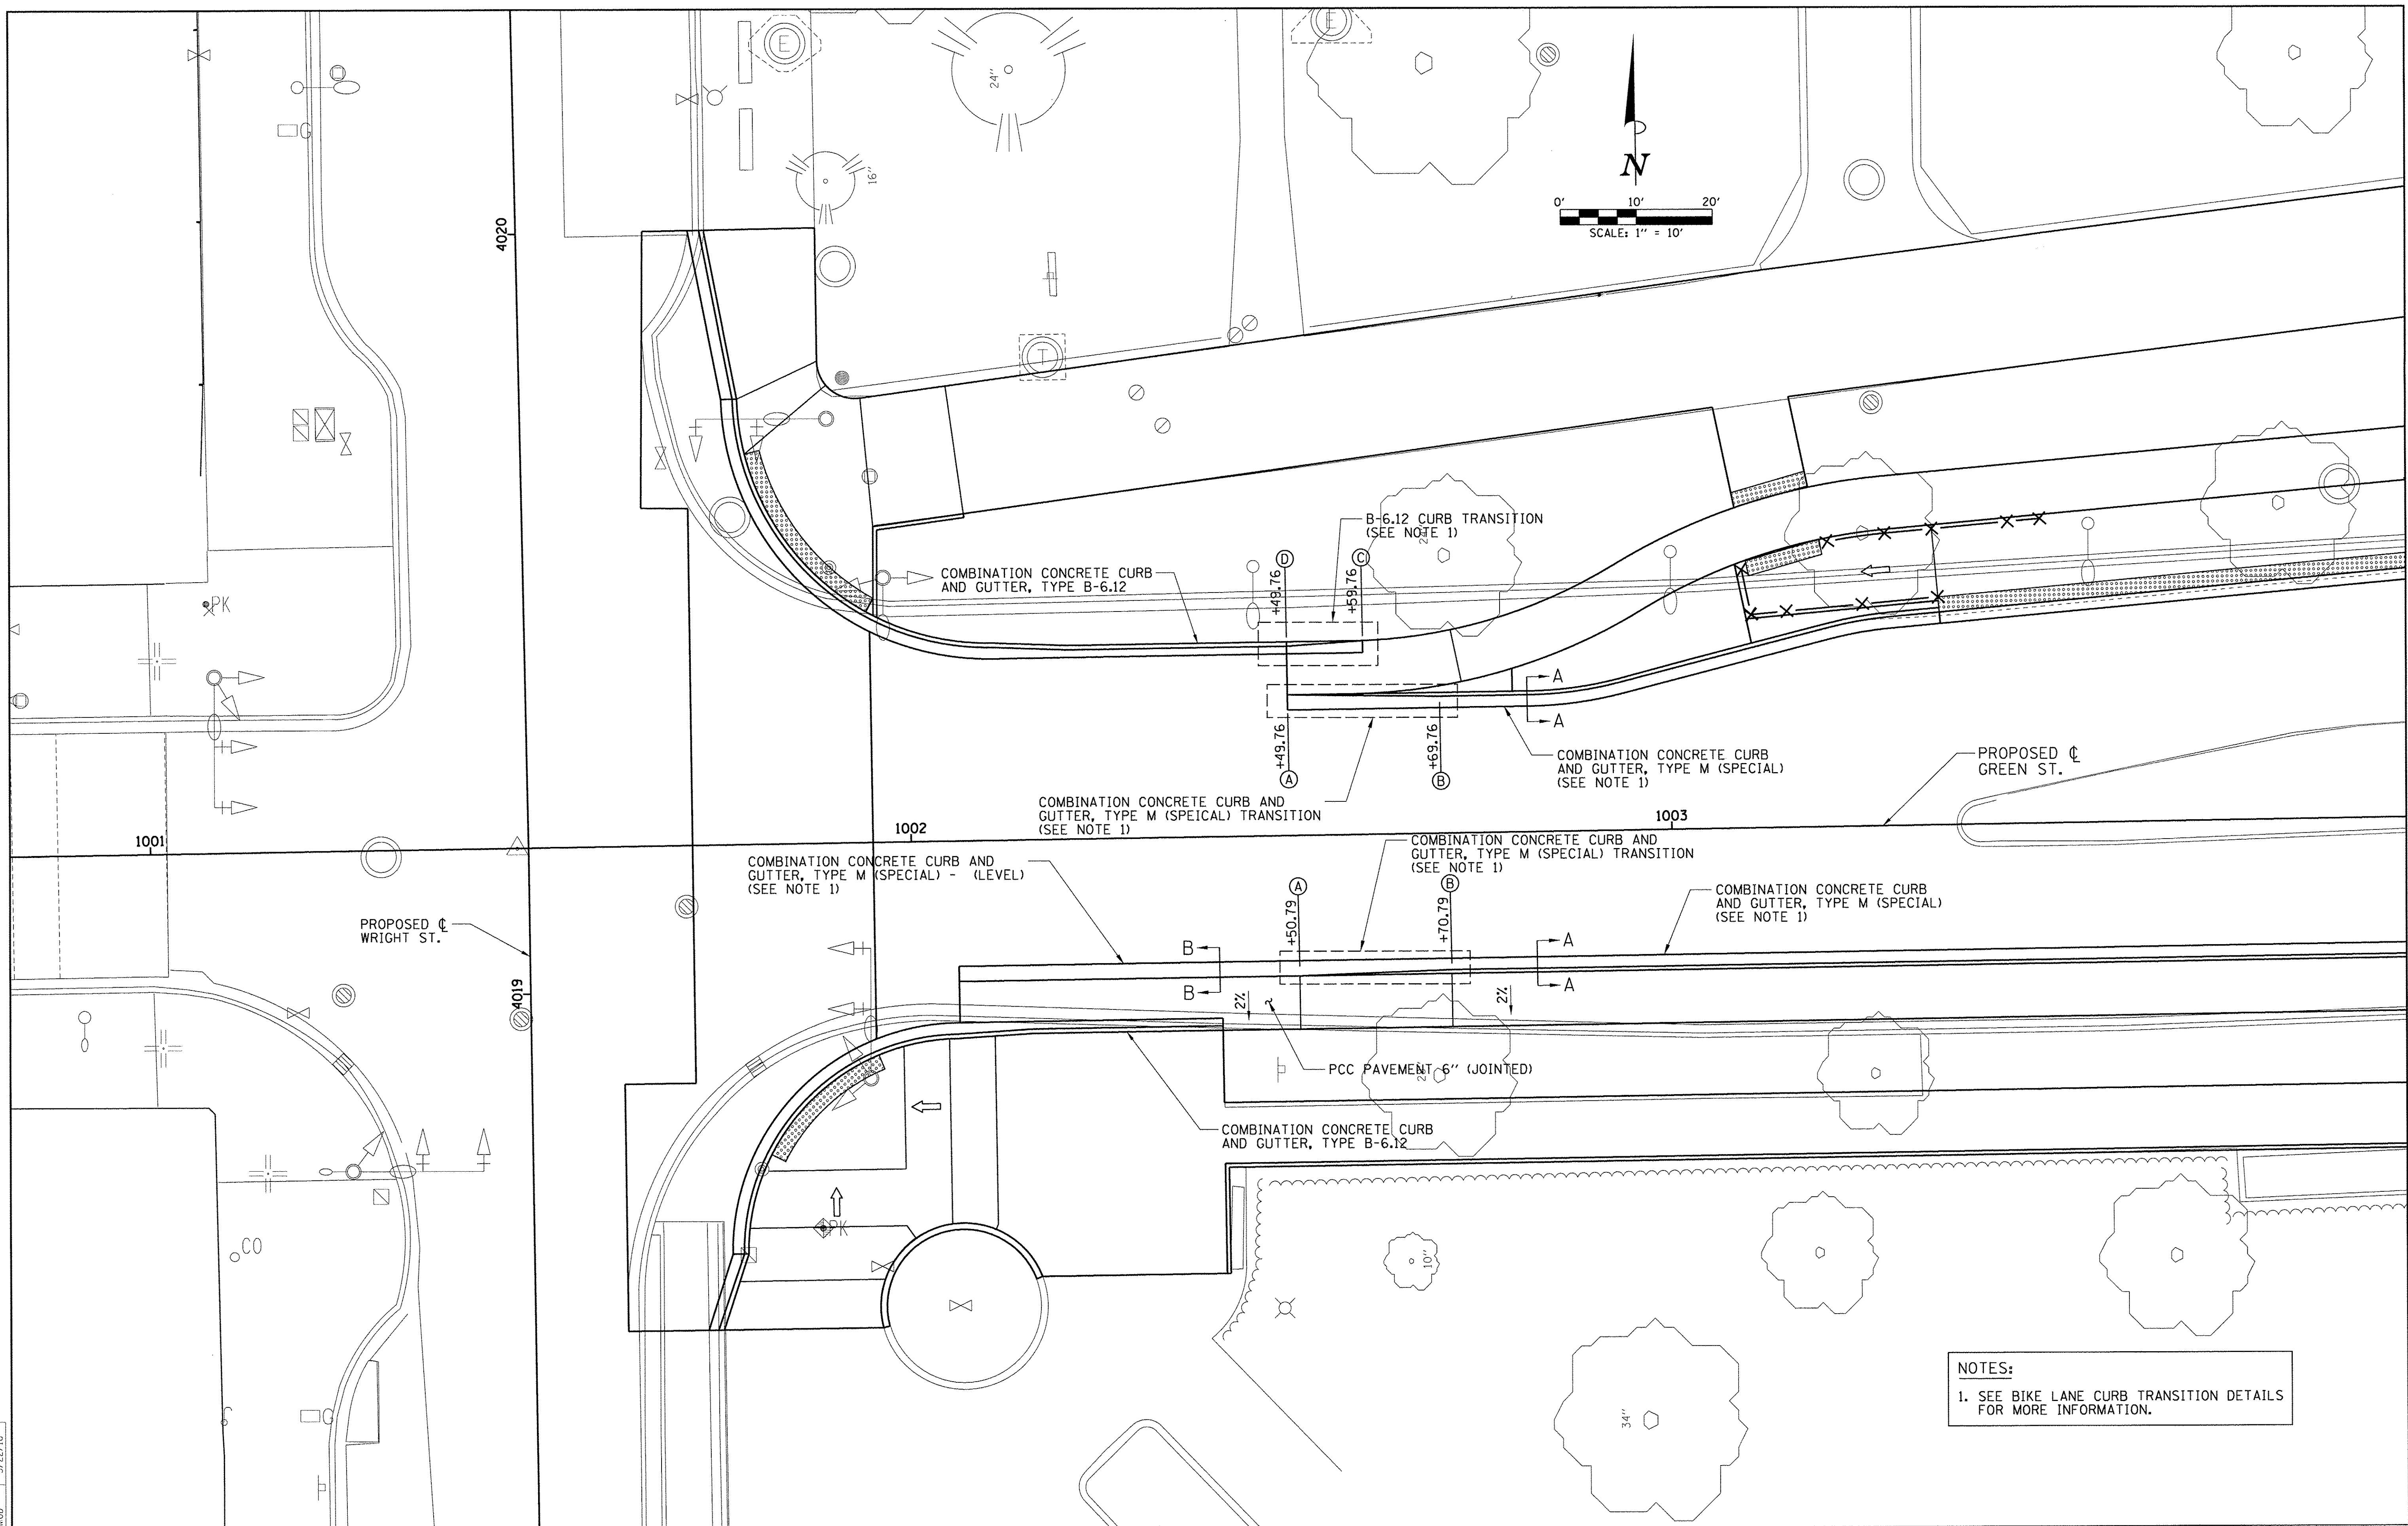 E
E
24"
16"
N
0' 10' 20'
SCALE: 1" = 10'
4020
T
G
PK
B-6.12 CURB TRANSITION
(SEE NOTE 1)
COMBINATION CONCRETE CURB
AND GUTTER, TYPE B-6.12
D
+49.76
C
+59.76
+49.76
A
+69.76
B
A
A
COMBINATION CONCRETE CURB
AND GUTTER, TYPE M (SPECIAL)
(SEE NOTE 1)
PROPOSED ℄
GREEN ST.
COMBINATION CONCRETE CURB AND
GUTTER, TYPE M (SPEICAL) TRANSITION
(SEE NOTE 1)
1001
1002
1003
COMBINATION CONCRETE CURB AND
GUTTER, TYPE M (SPECIAL) TRANSITION
(SEE NOTE 1)
COMBINATION CONCRETE CURB AND
GUTTER, TYPE M (SPECIAL) - (LEVEL)
(SEE NOTE 1)
A
+50.79
B
+70.79
COMBINATION CONCRETE CURB
AND GUTTER, TYPE M (SPECIAL)
(SEE NOTE 1)
PROPOSED ℄
WRIGHT ST.
B
B
A
A
4019
2%
2%
PCC PAVEMENT 6" (JOINTED)
COMBINATION CONCRETE CURB
AND GUTTER, TYPE B-6.12
PK
CO
10"
34"
G
NOTES:
1. SEE BIKE LANE CURB TRANSITION DETAILS
FOR MORE INFORMATION.